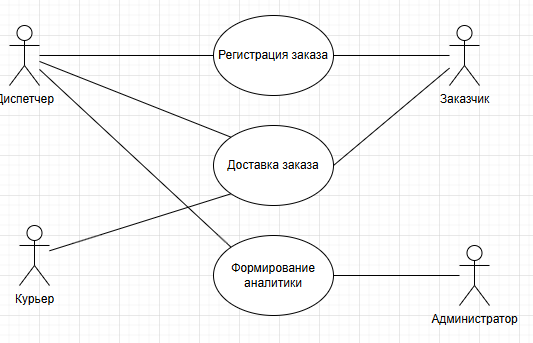 Регистрация заказа
Диспетчер
Заказчик
Доставка заказа
Формирование
аналитики
Курьер
Администратор